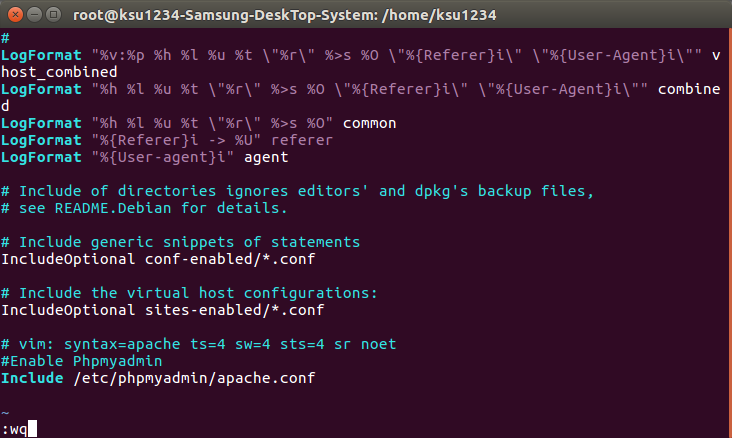 root@ksu1234-Samsung-DeskTop-System: /home/ksu1234
#
LogFormat "%v:%p %h %l %u %t \"%r\" %>s %O \"%{Referer}i\" \"%{User-Agent}i\"" v
host_combined
LogFormat "%h %l %u %t \"%r\" %>s %O \"%{Referer}i\" \"%{User-Agent}i\"" combine
d
LogFormat "%h %l %u %t \"%r\" %>s %O" common
LogFormat "%{Referer}i -> %U" referer
LogFormat "%{User-agent}i" agent
# Include of directories ignores editors' and dpkg's backup files,
# see README.Debian for details.
# Include generic snippets of statements
IncludeOptional conf-enabled/*.conf
# Include the virtual host configurations:
IncludeOptional sites-enabled/*.conf
# vim: syntax=apache ts=4 sw=4 sts=4 sr noet
#Enable Phpmyadmin
Include /etc/phpmyadmin/apache.conf
~
:wq